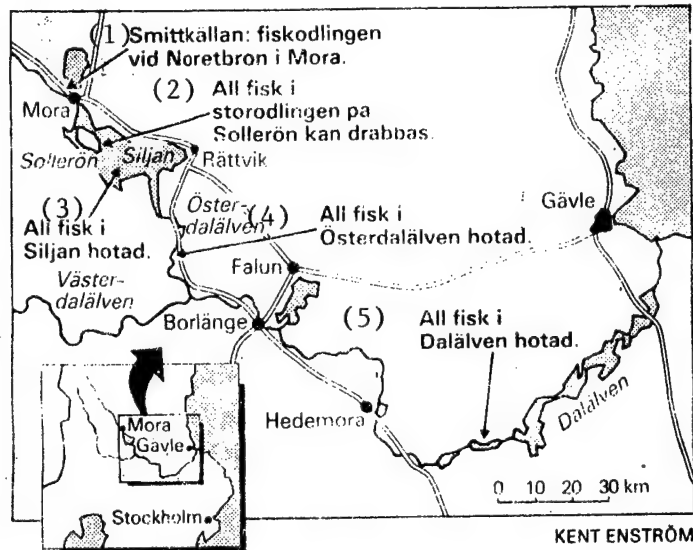 (1) Smittkällan: fiskodlingen
vid Noretbron i Mora.
Mora
(2) All fisk i
storodlingen pa
Sollerön kan drabbas.
Sollerön
Siljan
Rättvik
(3)
All fisk i
Siljan hotad.
Öster-
dalälven
(4) All fisk i
Österdalälven hotad.
Gävle
Väster-
dalälven
Falun
Borlänge
(5) All fisk i
Dalälven hotad.
Hedemora
Dalälven
Mora
Gävle
Stockholm
0 10 20 30 km
KENT ENSTRÖM